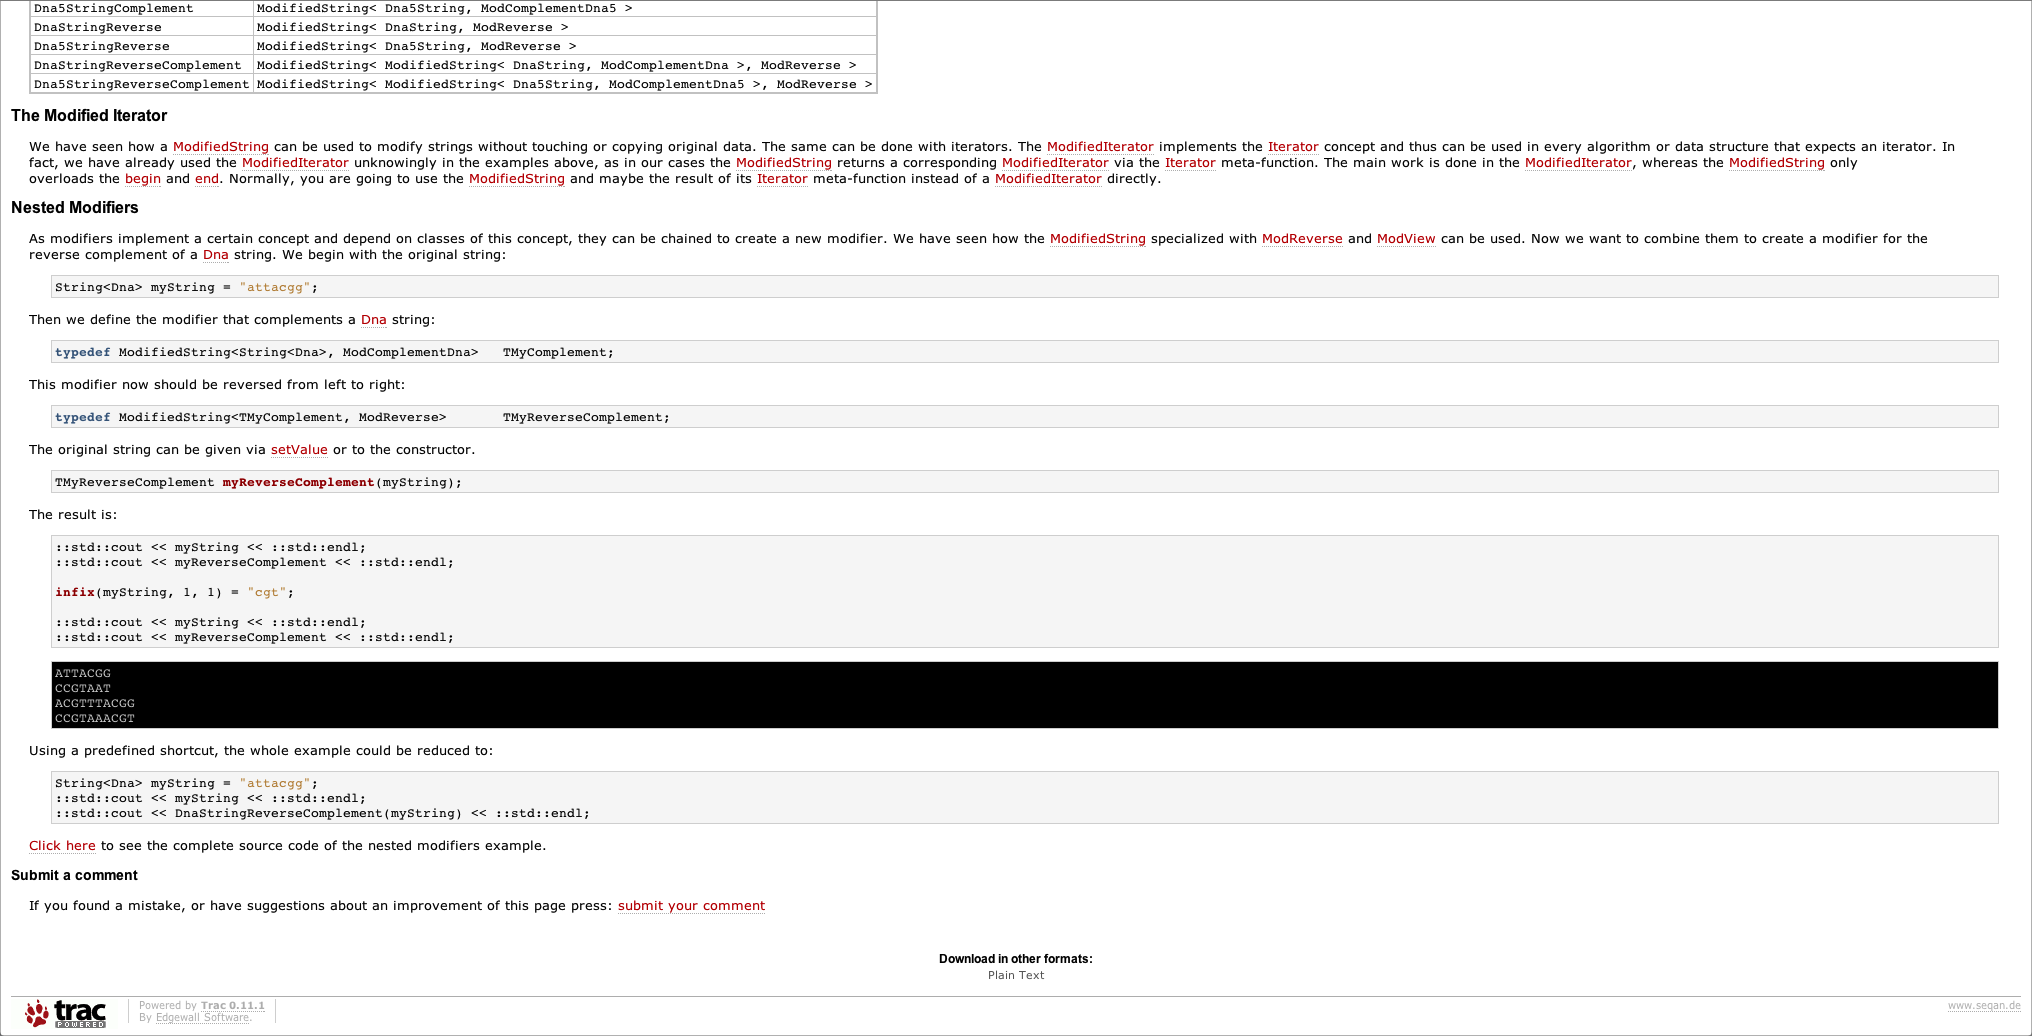 Dna5StringComplement ModifiedString< Dna5String, ModComplementDna5 >
DnaStringReverse ModifiedString< DnaString, ModReverse >
Dna5StringReverse ModifiedString< Dna5String, ModReverse >
DnaStringReverseComplement ModifiedString< ModifiedString< DnaString, ModComplementDna >, ModReverse >
Dna5StringReverseComplement ModifiedString< ModifiedString< Dna5String, ModComplementDna5 >, ModReverse >
The Modified Iterator
We have seen how a ModifiedString can be used to modify strings without touching or copying original data. The same can be done with iterators. The ModifiedIterator implements the Iterator concept and thus can be used in every algorithm or data structure that expects an iterator. In
fact, we have already used the ModifiedIterator unknowingly in the examples above, as in our cases the ModifiedString returns a corresponding ModifiedIterator via the Iterator meta-function. The main work is done in the ModifiedIterator, whereas the ModifiedString only
overloads the begin and end. Normally, you are going to use the ModifiedString and maybe the result of its Iterator meta-function instead of a ModifiedIterator directly.
Nested Modifiers
As modifiers implement a certain concept and depend on classes of this concept, they can be chained to create a new modifier. We have seen how the ModifiedString specialized with ModReverse and ModView can be used. Now we want to combine them to create a modifier for the
reverse complement of a Dna string. We begin with the original string:
String<Dna> myString = "attacgg";
Then we define the modifier that complements a Dna string:
typedef ModifiedString<String<Dna>, ModComplementDna>   TMyComplement;
This modifier now should be reversed from left to right:
typedef ModifiedString<TMyComplement, ModReverse>       TMyReverseComplement;
The original string can be given via setValue or to the constructor.
TMyReverseComplement myReverseComplement(myString);
The result is:
::std::cout << myString << ::std::endl;
::std::cout << myReverseComplement << ::std::endl;
infix(myString, 1, 1) = "cgt";
::std::cout << myString << ::std::endl;
::std::cout << myReverseComplement << ::std::endl;
ATTACGG
CCGTAAT
ACGTTTACGG
CCGTAAACGT
Using a predefined shortcut, the whole example could be reduced to:
String<Dna> myString = "attacgg";
::std::cout << myString << ::std::endl;
::std::cout << DnaStringReverseComplement(myString) << ::std::endl;
Click here to see the complete source code of the nested modifiers example.
Submit a comment
If you found a mistake, or have suggestions about an improvement of this page press: submit your comment
Download in other formats:
Plain Text
trac POWERED
Powered by Trac 0.11.1
By Edgewall Software.
www.seqan.de